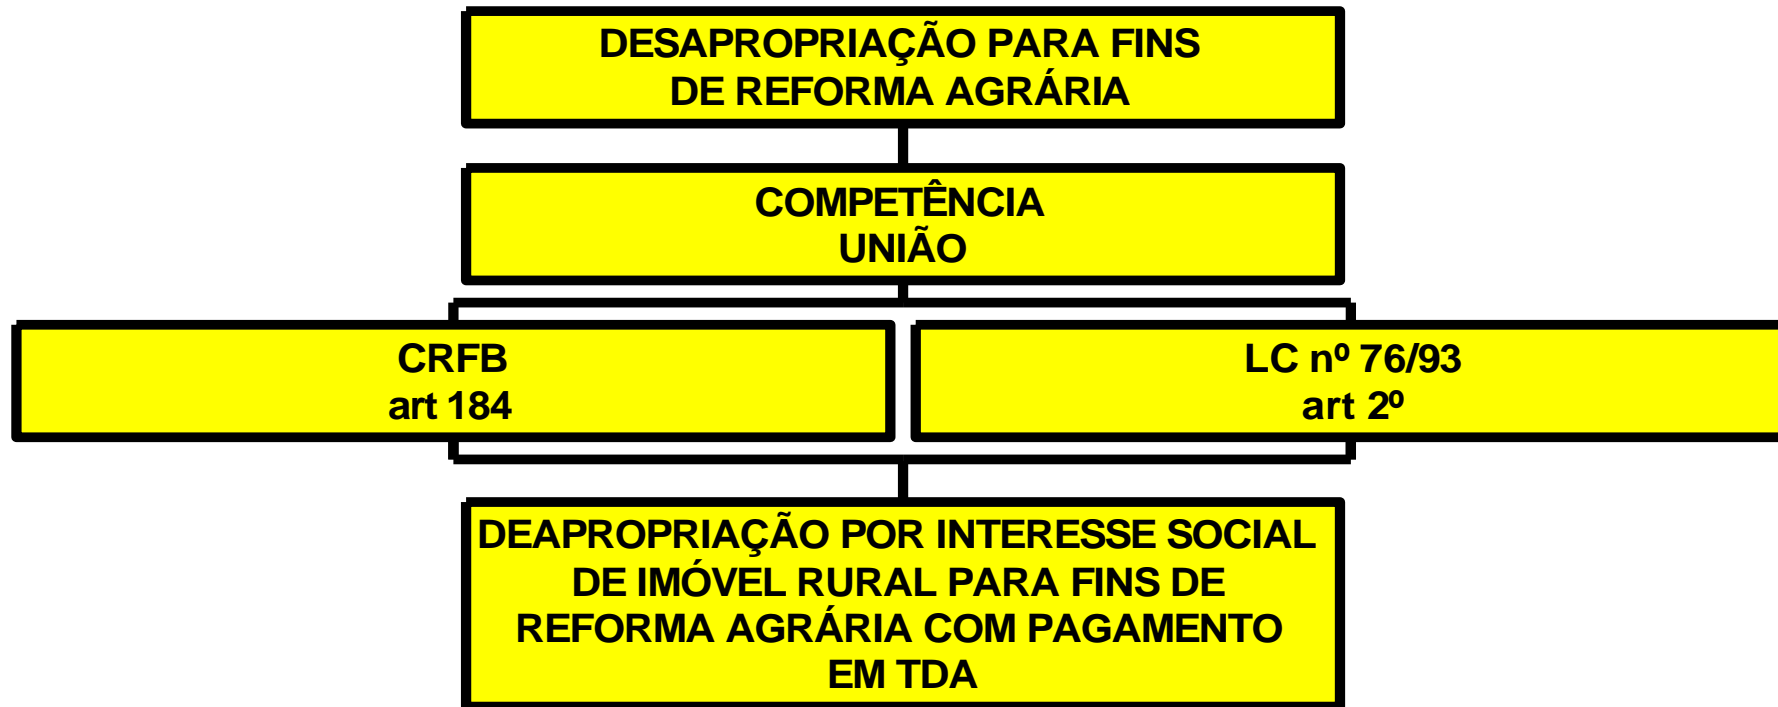 DESAPROPRIAÇÃO PARA FINS
DE REFORMA AGRÁRIA
COMPETÊNCIA
UNIÃO
CRFB
art 184
LC nº 76/93
art 2º
DEAPROPRIAÇÃO POR INTERESSE SOCIAL
DE IMÓVEL RURAL PARA FINS DE
REFORMA AGRÁRIA COM PAGAMENTO
EM TDA